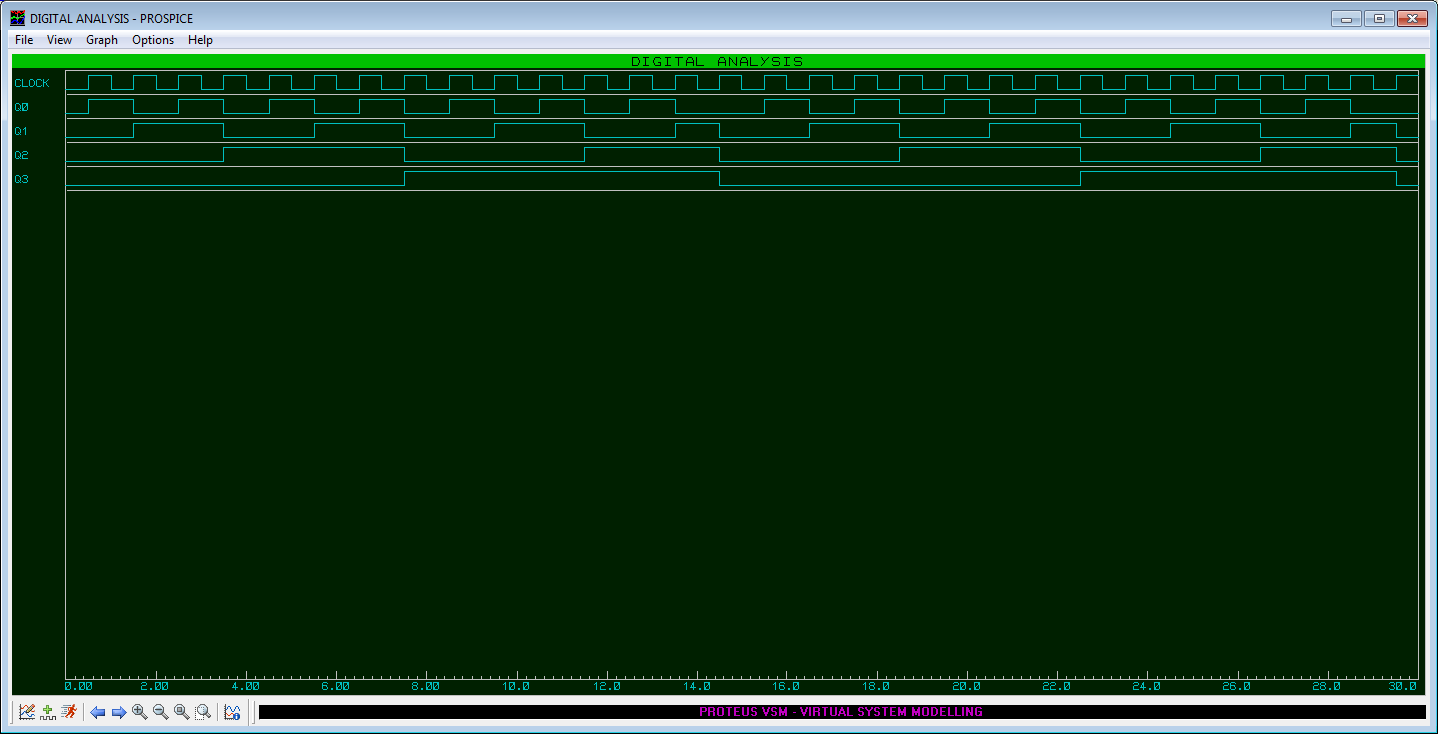 DIGITAL ANALYSIS - PROSPICE
File View Graph Options Help
DIGITAL ANALYSIS
CLOCK
Q0
Q1
Q2
Q3
0.00 2.00 4.00 6.00 8.00 10.0 12.0 14.0 16.0 18.0 20.0 22.0 24.0 26.0 28.0 30.0
PROTEUS VSM - VIRTUAL SYSTEM MODELLING